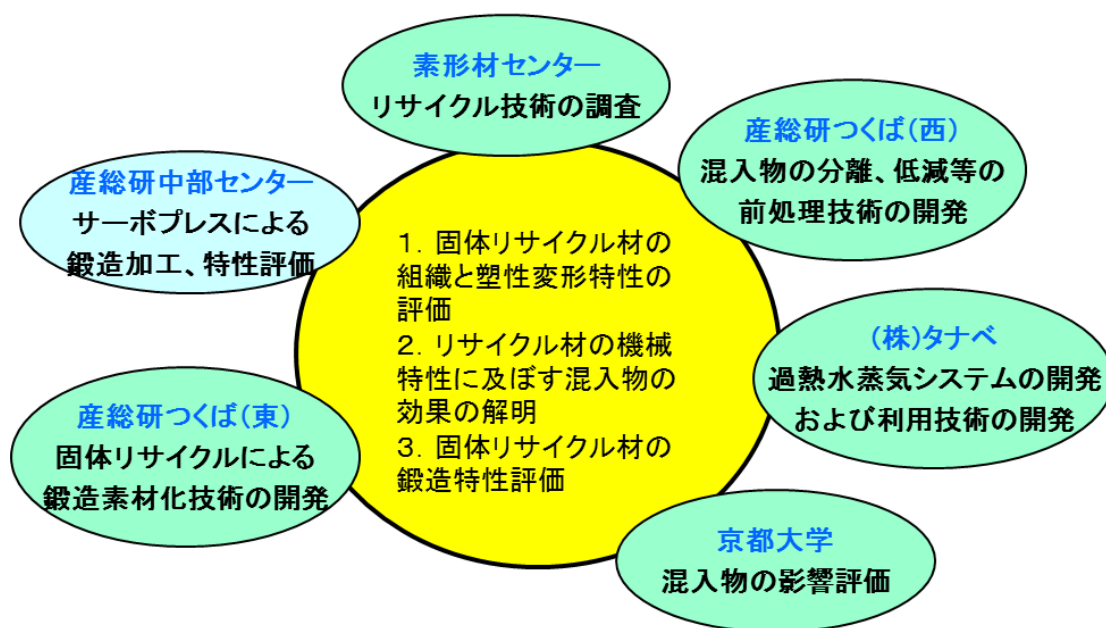 素形材センター
リサイクル技術の調査
産総研つくば(西)
混入物の分離、低減等の
前処理技術の開発
産総研中部センター
サーボプレスによる
鍛造加工、特性評価
1．固体リサイクル材の
組織と塑性変形特性の
評価
2．リサイクル材の機械
特性に及ぼす混入物の
効果の解明
3．固体リサイクル材の
鍛造特性評価
(株)タナベ
過熱水蒸気システムの開発
および利用技術の開発
産総研つくば(東)
固体リサイクルによる
鍛造素材化技術の開発
京都大学
混入物の影響評価